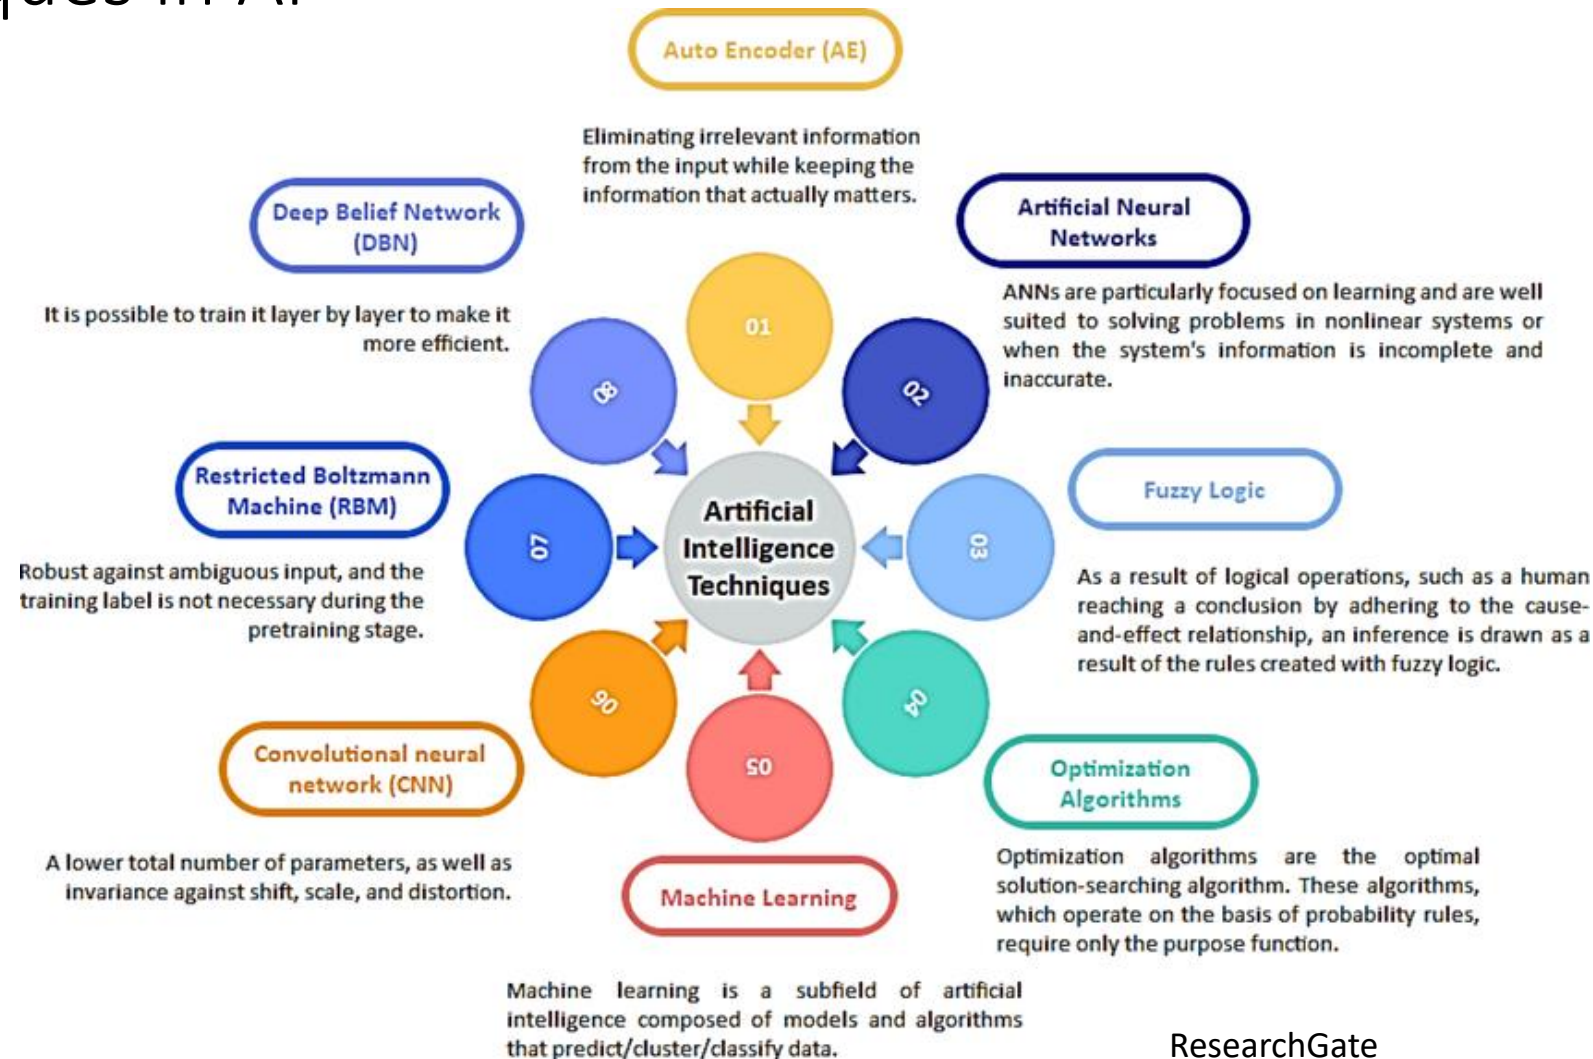 Auto Encoder (AE)
Eliminating irrelevant information
from the input while keeping the
information that actually matters.
Deep Belief Network
(DBN)
It is possible to train it layer by layer to make it
more efficient.
Artificial Neural
Networks
ANNs are particularly focused on learning and are well
suited to solving problems in nonlinear systems or
when the system's information is incomplete and
inaccurate.
01
02
03
04
05
06
07
08
Artificial
Intelligence
Techniques
Restricted Boltzmann
Machine (RBM)
Robust against ambiguous input, and the
training label is not necessary during the
pretraining stage.
Fuzzy Logic
As a result of logical operations, such as a human
reaching a conclusion by adhering to the cause-
and-effect relationship, an inference is drawn as a
result of the rules created with fuzzy logic.
Convolutional neural
network (CNN)
A lower total number of parameters, as well as
invariance against shift, scale, and distortion.
Optimization
Algorithms
Optimization algorithms are the optimal
solution-searching algorithm. These algorithms,
which operate on the basis of probability rules,
require only the purpose function.
Machine Learning
Machine learning is a subfield of artificial
intelligence composed of models and algorithms
that predict/cluster/classify data.
ResearchGate